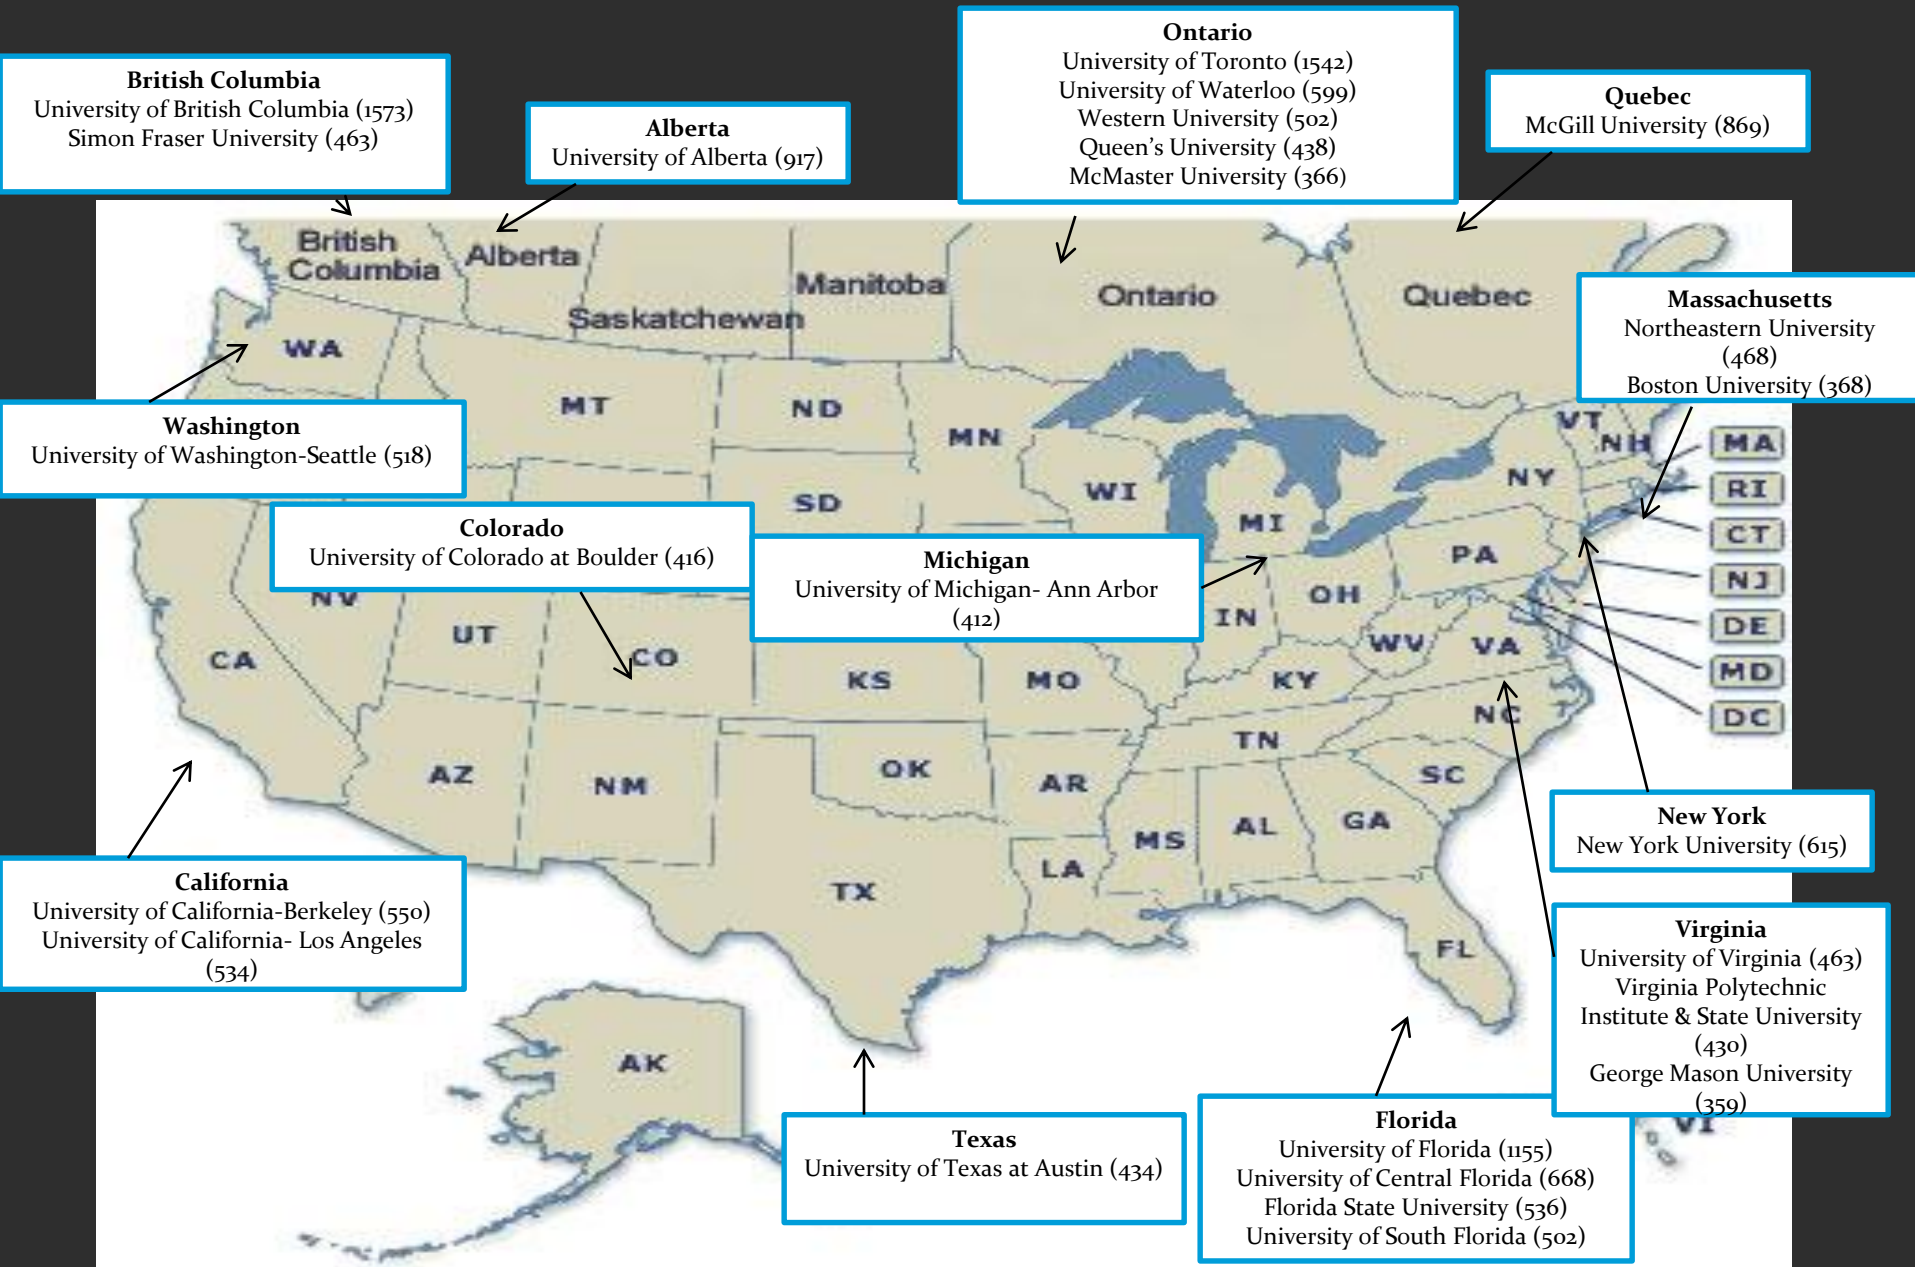 British Columbia
University of British Columbia (1573)
Simon Fraser University (463)
Alberta
University of Alberta (917)
Ontario
University of Toronto (1542)
University of Waterloo (599)
Western University (502)
Queen's University (438)
McMaster University (366)
Quebec
McGill University (869)
British
Columbia
Alberta
Saskatchewan
Manitoba
Ontario
Quebec
Massachusetts
Northeastern University
(468)
Boston University (368)
WA
MT
ND
MN
VT
NH
MA
Washington
University of Washington-Seattle (518)
SD
WI
MI
NY
RI
CT
PA
NJ
Colorado
University of Colorado at Boulder (416)
Michigan
University of Michigan- Ann Arbor
(412)
NV
UT
CO
KS
MO
IN
OH
WV
VA
KY
DE
MD
DC
CA
AZ
NM
OK
AR
TN
NC
SC
MS
AL
GA
LA
TX
FL
New York
New York University (615)
California
University of California-Berkeley (550)
University of California- Los Angeles
(534)
Virginia
University of Virginia (463)
Virginia Polytechnic
Institute & State University
(430)
George Mason University
(359)
AK
VI
Texas
University of Texas at Austin (434)
Florida
University of Florida (1155)
University of Central Florida (668)
Florida State University (536)
University of South Florida (502)